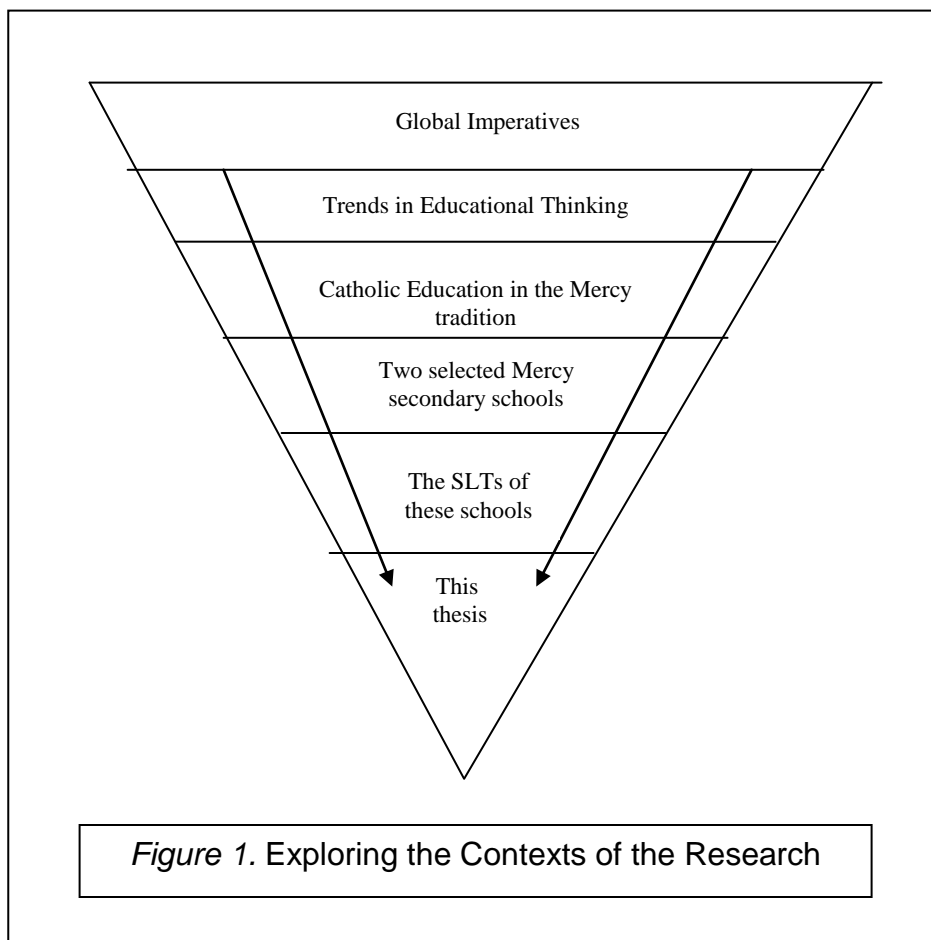 Global Imperatives
Trends in Educational Thinking
Catholic Education in the Mercy
tradition
Two selected Mercy
secondary schools
The SLTs of
these schools
This
thesis
Figure 1. Exploring the Contexts of the Research